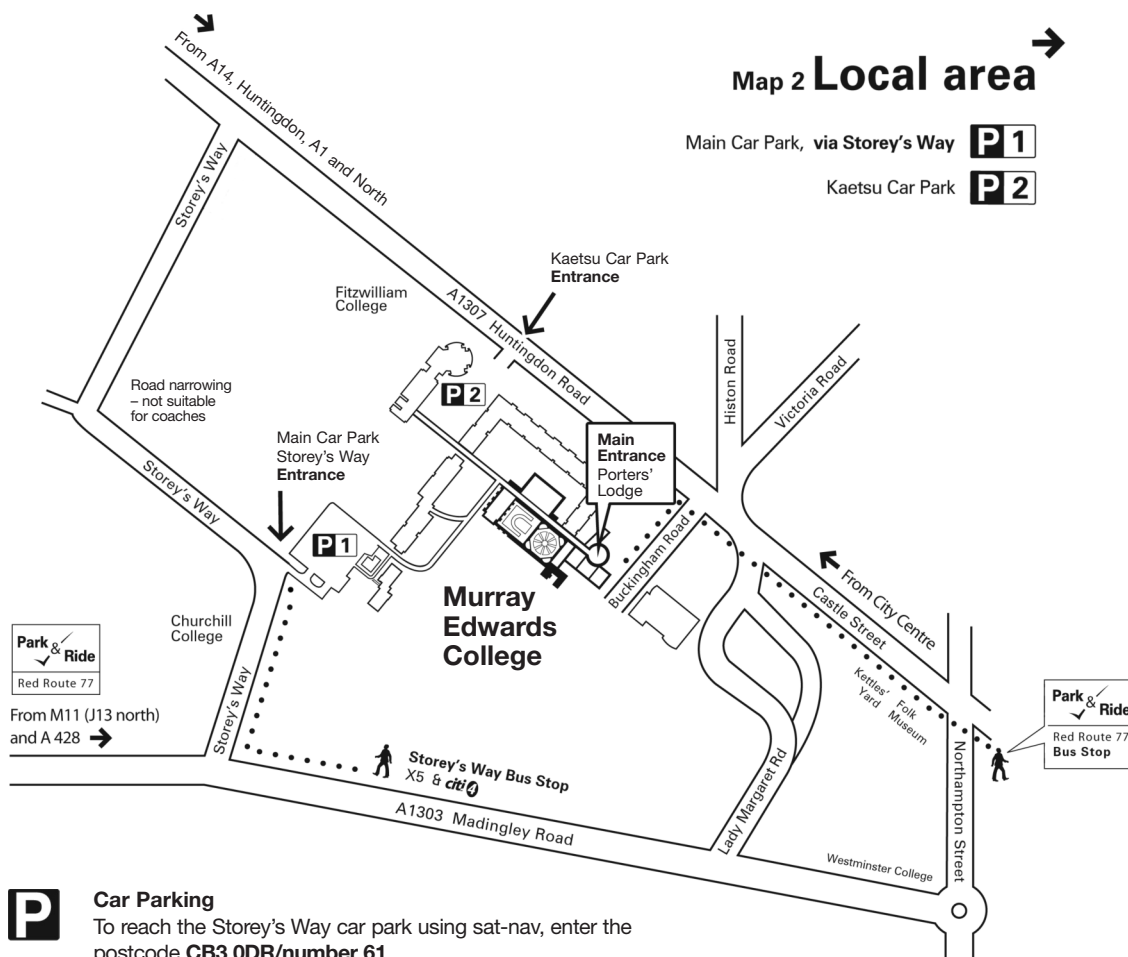 Map 2 Local area
Main Car Park, via Storey's Way P 1
Kaetsu Car Park P 2
From A14, Huntingdon, A1 and North
Storey's Way
Kaetsu Car Park
Entrance
Fitzwilliam
College
A1307 Huntingdon Road
Histon Road
Victoria Road
Road narrowing
– not suitable
for coaches
P 2
Main
Entrance
Porters'
Lodge
Main Car Park
Storey's Way
Entrance
Storey's Way
P 1
Buckingham Road
From City Centre
Castle Street
Murray
Edwards
College
Churchill
College
Kettles'
Yard
Folk
Museum
Park & Ride
Red Route 77
From M11 (J13 north)
and A 428
Storey's Way
Park & Ride
Red Route 77
Bus Stop
Storey's Way Bus Stop
X5 & citi 4
A1303 Madingley Road
Lady Margaret Rd
Northampton Street
Westminster College
P
Car Parking
To reach the Storey's Way car park using sat-nav, enter the
postcode CB3 0DR/number 61